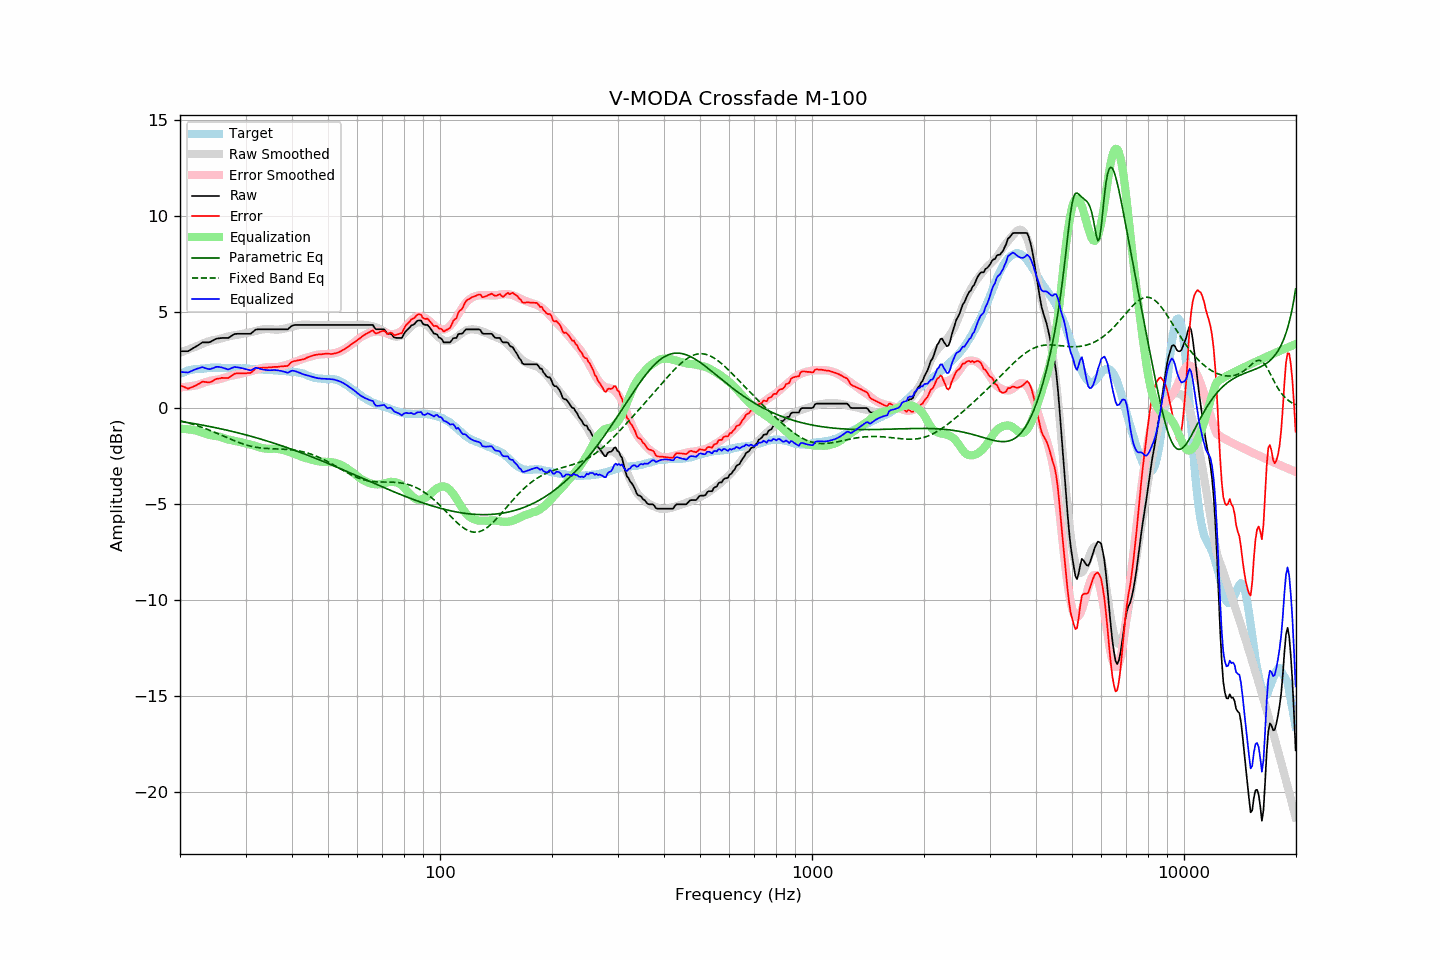 V-MODA Crossfade M-100
15
10
5
0
−5
−10
−15
−20
Amplitude (dBr)
Target
Raw Smoothed
Error Smoothed
Raw
Error
Equalization
Parametric Eq
Fixed Band Eq
Equalized
100
1000
10000
Frequency (Hz)